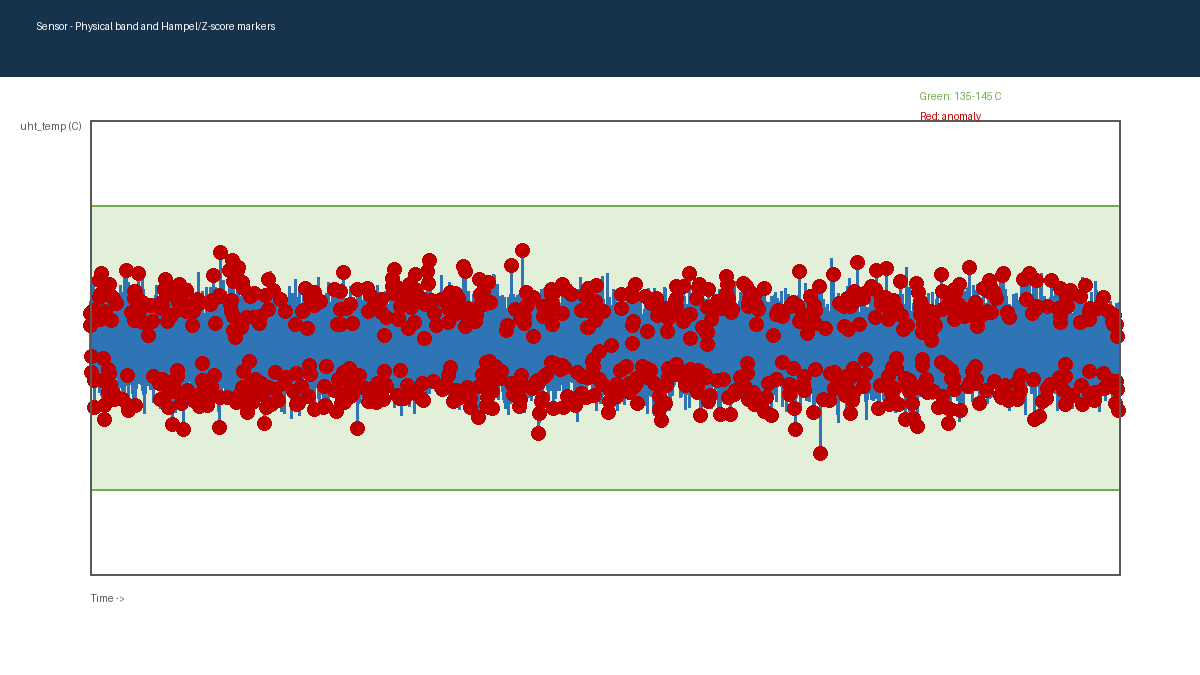 Sensor - Physical band and Hampel/Z-score markers
Green: 135-145 C
Red: anomaly
uht_temp (C)
Time ->